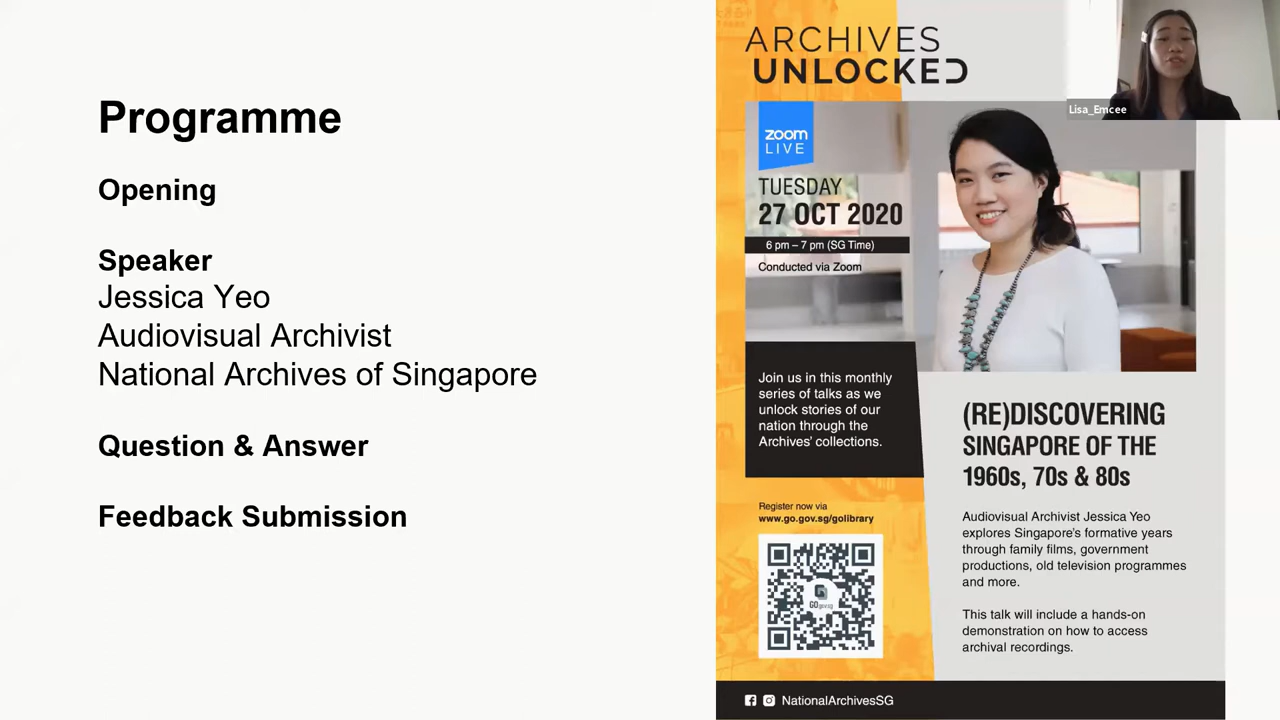 Programme
Opening
Speaker
Jessica Yeo
Audiovisual Archivist
National Archives of Singapore
Question & Answer
Feedback Submission
ARCHIVES
UNLOCKED
Lisa_Emcee
zoom
LIVE
TUESDAY
27 OCT 2020
6 pm – 7 pm (SG Time)
Conducted via Zoom
Join us in this monthly
series of talks as we
unlock stories of our
nation through the
Archives' collections.
(RE)DISCOVERING
SINGAPORE OF THE
1960s, 70s & 80s
Register now via
www.go.gov.sg/golibrary
GOgov.sg
Audiovisual Archivist Jessica Yeo
explores Singapore's formative years
through family films, government
productions, old television programmes
and more.
This talk will include a hands-on
demonstration on how to access
archival recordings.
NationalArchivesSG